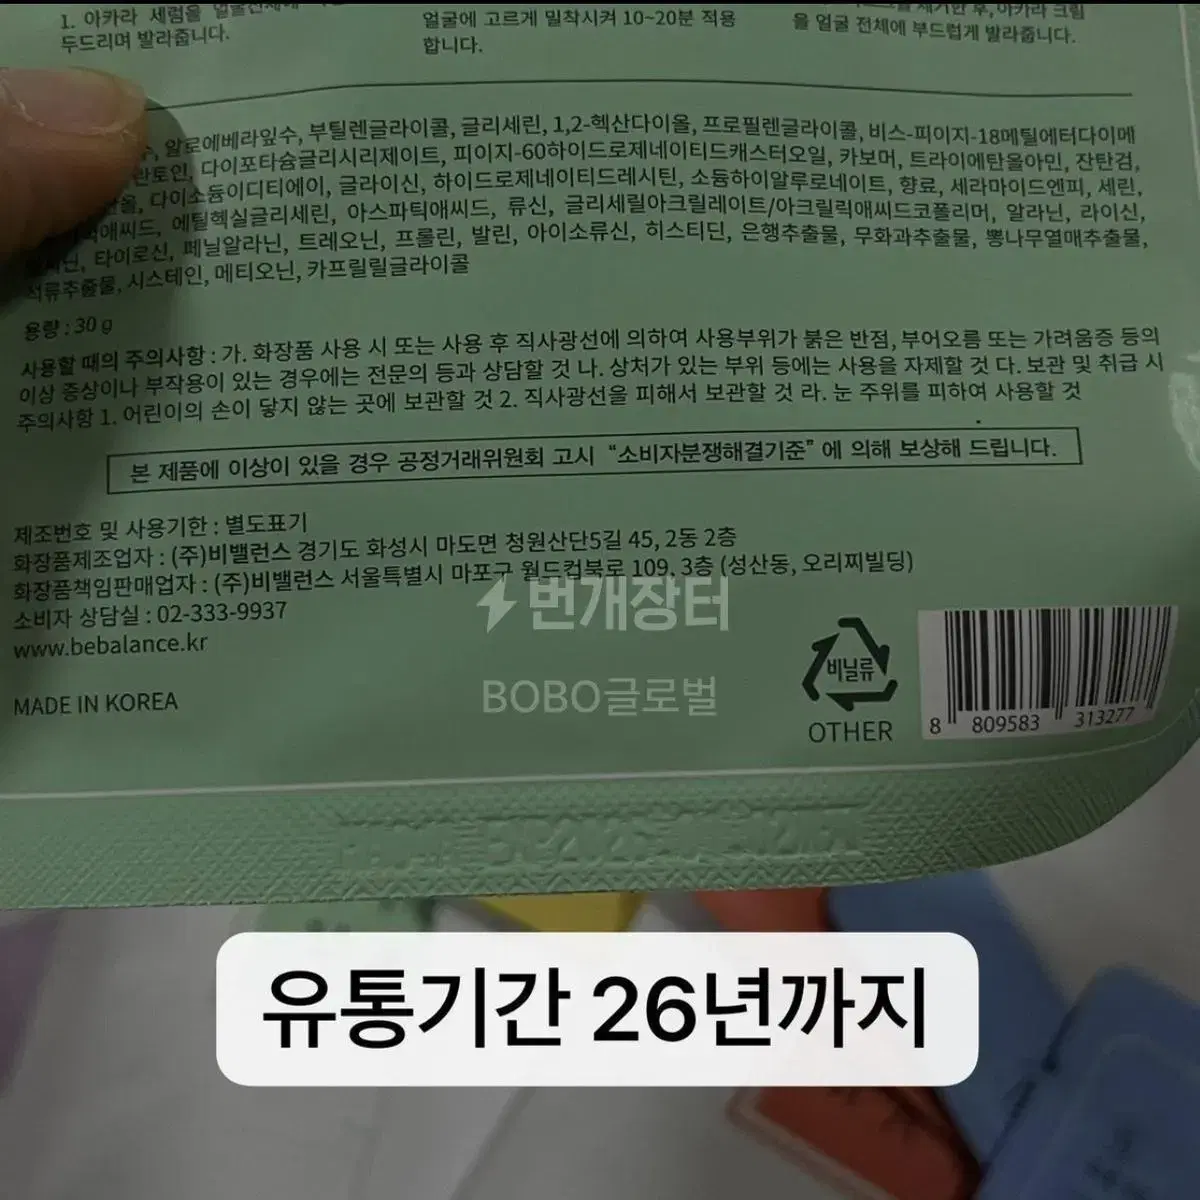 1. 아카라 세럼을 얼굴전체에
두드리며 발라줍니다.
얼굴에 고르게 밀착시켜 10~20분 적용
합니다.
제거한 후, 아카라 크림
을 얼굴 전체에 부드럽게 발라줍니다.
알로에베라잎수, 부틸렌글라이콜, 글리세린, 1,2-헥산다이올, 프로필렌글라이콜, 비스-피이지-18메틸에터다이메
란토인, 다이포타슘글리시리제이트, 피이지-60하이드로제네이티드캐스터오일, 카보머, 트라이에탄올아민, 잔탄검,
다이소듐이디티에이, 글라이신, 하이드로제네이티드레시틴, 소듐하이알루로네이트, 향료, 세라마이드엔피, 세린,
애씨드, 에틸헥실글리세린, 아스파틱애씨드, 류신, 글리세릴아크릴레이트/아크릴릭애씨드코폴리머, 알라닌, 라이신,
타이로신, 페닐알라닌, 트레오닌, 프롤린, 발린, 아이소류신, 히스티딘, 은행추출물, 무화과추출물, 뽕나무열매추출물,
석류추출물, 시스테인, 메티오닌, 카프릴릴글라이콜
용량 : 30 g
사용할 때의 주의사항 : 가. 화장품 사용 시 또는 사용 후 직사광선에 의하여 사용부위가 붉은 반점, 부어오름 또는 가려움증 등의
이상 증상이나 부작용이 있는 경우에는 전문의 등과 상담할 것 나. 상처가 있는 부위 등에는 사용을 자제할 것 다. 보관 및 취급 시
주의사항 1. 어린이의 손이 닿지 않는 곳에 보관할 것 2. 직사광선을 피해서 보관할 것 라. 눈 주위를 피하여 사용할 것
본 제품에 이상이 있을 경우 공정거래위원회 고시 “소비자분쟁해결기준” 에 의해 보상해 드립니다.
제조번호 및 사용기한 : 별도표기
화장품제조업자 : (주)비밸런스 경기도 화성시 마도면 청원산단5길 45, 2동 2층
화장품책임판매업자 : (주)비밸런스 서울특별시 마포구 월드컵북로 109, 3층 (성산동, 오리찌빌딩)
소비자 상담실 : 02-333-9937
www.bebalance.kr
MADE IN KOREA
번개장터
BOBO글로벌
비닐류
OTHER
8 809583 313277
유통기간 26년까지